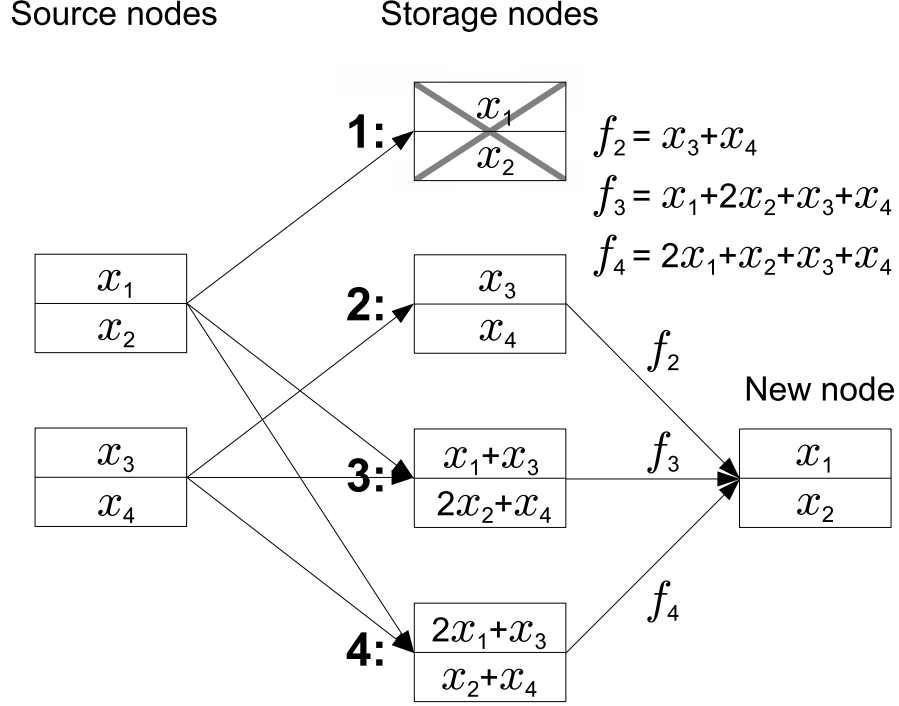 Source nodes
Storage nodes
1:
x₁
x₂
f₂ = x₃+x₄
f₃ = x₁+2x₂+x₃+x₄
f₄ = 2x₁+x₂+x₃+x₄
x₁
x₂
2:
x₃
x₄
f₂
New node
x₃
x₄
3:
x₁+x₃
2x₂+x₄
f₃
x₁
x₂
f₄
4:
2x₁+x₃
x₂+x₄